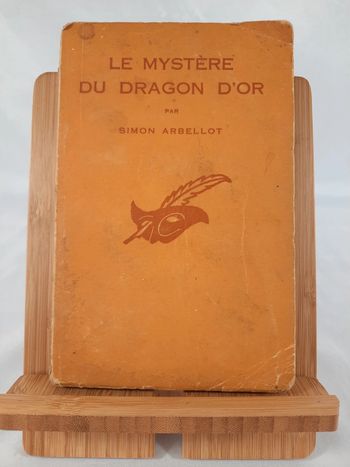 LE MYSTÈRE
DU DRAGON D'OR
PAR
SIMON ARBELLOT